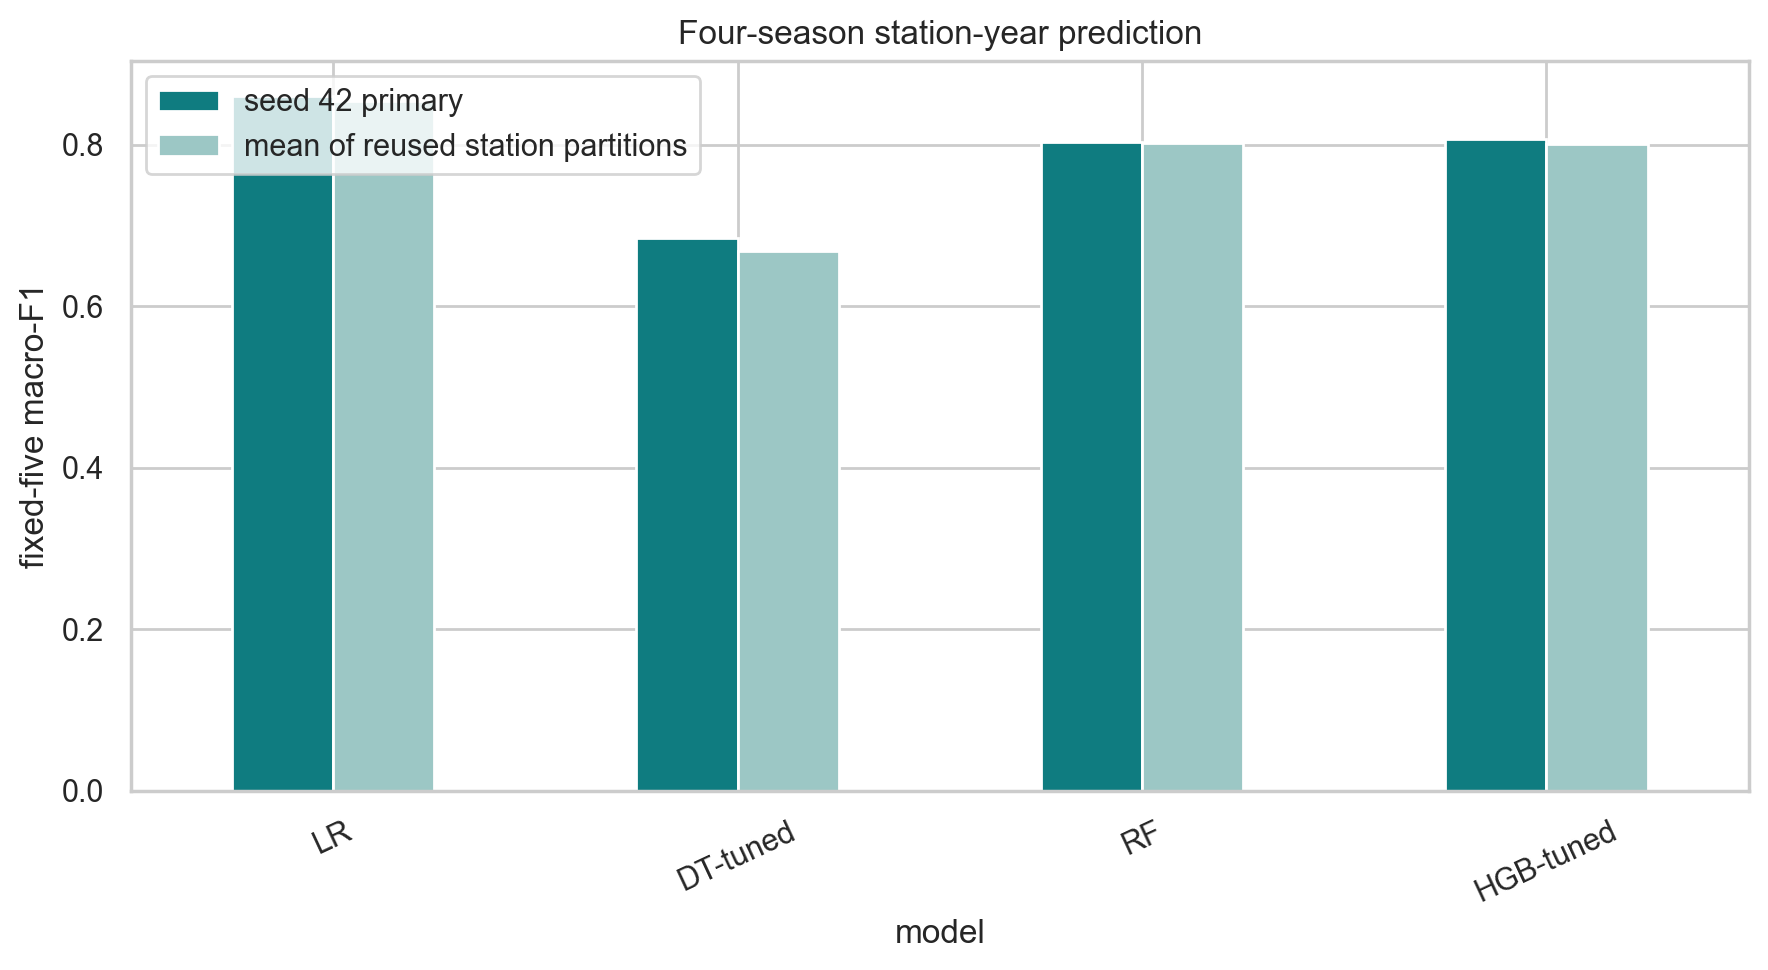 Four-season station-year prediction
seed 42 primary
mean of reused station partitions
fixed-five macro-F1
0.8
0.6
0.4
0.2
0.0
LR
DT-tuned
RF
HGB-tuned
model